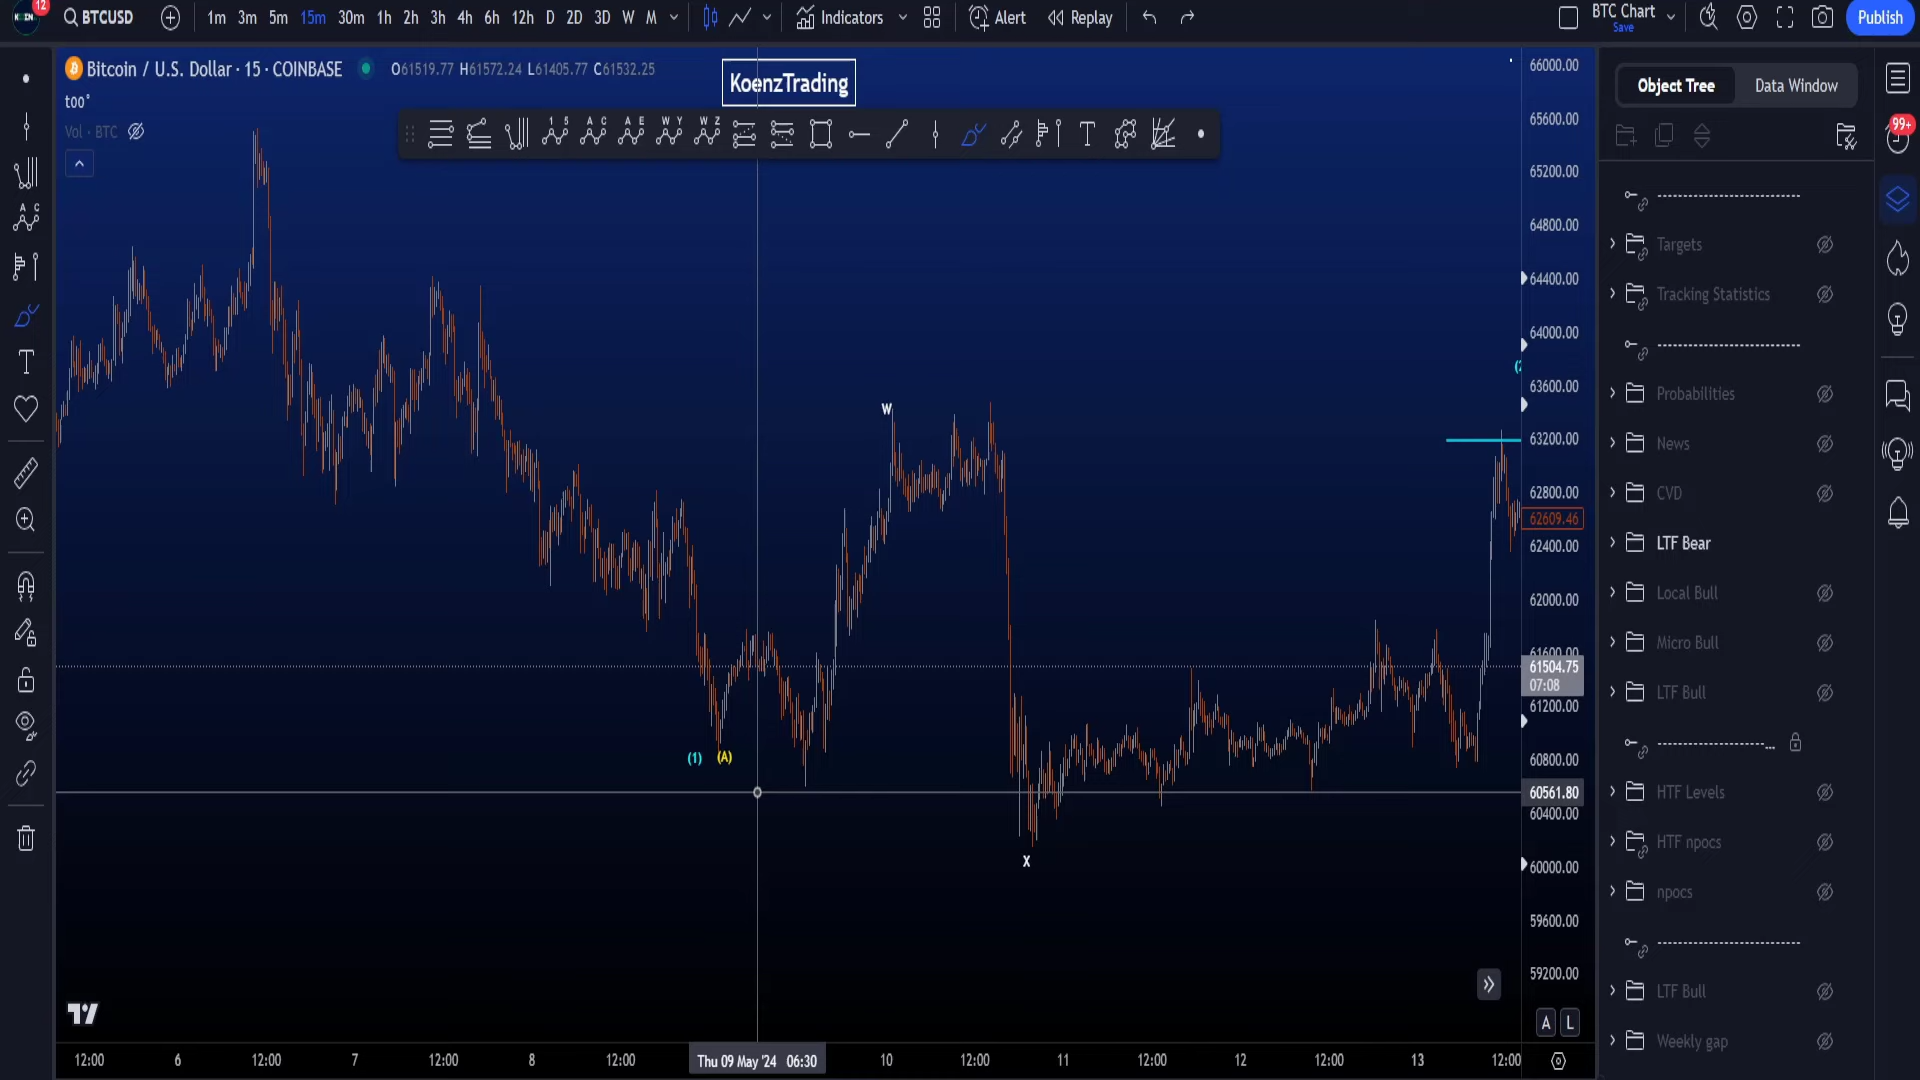 12
BTCUSD
1m 3m 5m 15m 30m 1h 2h 3h 4h 6h 12h D 2D 3D W M
Indicators
Alert
Replay
BTC Chart
Save
Publish
Bitcoin / U.S. Dollar · 15 · COINBASE
O61519.77 H61572.24 L61405.77 C61532.25
too°
Vol · BTC
KoenzTrading
66000.00
65600.00
65200.00
64800.00
64400.00
64000.00
63600.00
63200.00
62800.00
62609.46
62400.00
62000.00
61600.00
61504.75
07:08
61200.00
60800.00
60561.80
60400.00
60000.00
59600.00
59200.00
W
X
(1) (A)
A L
12:00 6 12:00 7 12:00 8 12:00 Thu 09 May '24 06:30 10 12:00 11 12:00 12 12:00 13 12:00
Object Tree
Data Window
99+
-------------------------
Targets
Tracking Statistics
-------------------------
Probabilities
News
CVD
LTF Bear
Local Bull
Micro Bull
LTF Bull
-------------------...
HTF Levels
HTF npocs
npocs
-------------------------
LTF Bull
Weekly gap